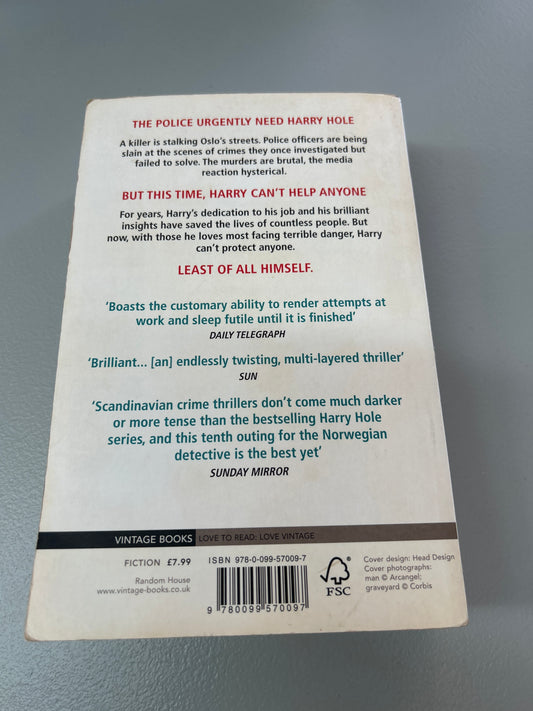 THE POLICE URGENTLY NEED HARRY HOLE
A killer is stalking Oslo's streets. Police officers are being
slain at the scenes of crimes they once investigated but
failed to solve. The murders are brutal, the media
reaction hysterical.
BUT THIS TIME, HARRY CAN'T HELP ANYONE
For years, Harry's dedication to his job and his brilliant
insights have saved the lives of countless people. But
now, with those he loves most facing terrible danger, Harry
can't protect anyone.
LEAST OF ALL HIMSELF.
'Boasts the customary ability to render attempts at
work and sleep futile until it is finished'
DAILY TELEGRAPH
'Brilliant... [an] endlessly twisting, multi-layered thriller'
SUN
'Scandinavian crime thrillers don't come much darker
or more tense than the bestselling Harry Hole
series, and this tenth outing for the Norwegian
detective is the best yet'
SUNDAY MIRROR
VINTAGE BOOKS LOVE TO READ: LOVE VINTAGE
FICTION £7.99
Random House
www.vintage-books.co.uk
ISBN 978-0-099-57009-7
9 780099 570097
FSC
Cover design: Head Design
Cover photographs:
man © Arcangel;
graveyard © Corbis